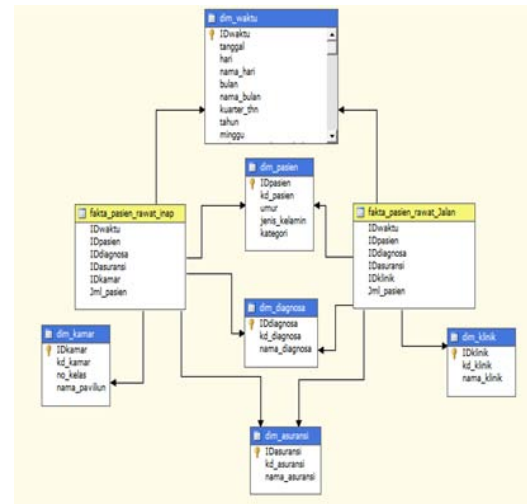 dim_waktu
IDwaktu
tanggal
hari
nama_hari
bulan
nama_bulan
kuarter_thn
tahun
minggu
dim_pasien
IDpasien
kd_pasien
umur
jenis_kelamin
kategori
fakta_pasien_rawat_inap
IDwaktu
IDpasien
IDdiagnosa
IDasuransi
IDkamar
Jml_pasien
fakta_pasien_rawat_Jalan
IDwaktu
IDpasien
IDdiagnosa
IDasuransi
IDklinik
Jml_pasien
dim_diagnosa
IDdiagnosa
kd_diagnosa
nama_diagnosa
dim_kamar
IDkamar
kd_kamar
no_kelas
nama_paviliun
dim_klinik
IDklinik
kd_klinik
nama_klinik
dim_asuransi
IDasuransi
kd_asuransi
nama_asuransi